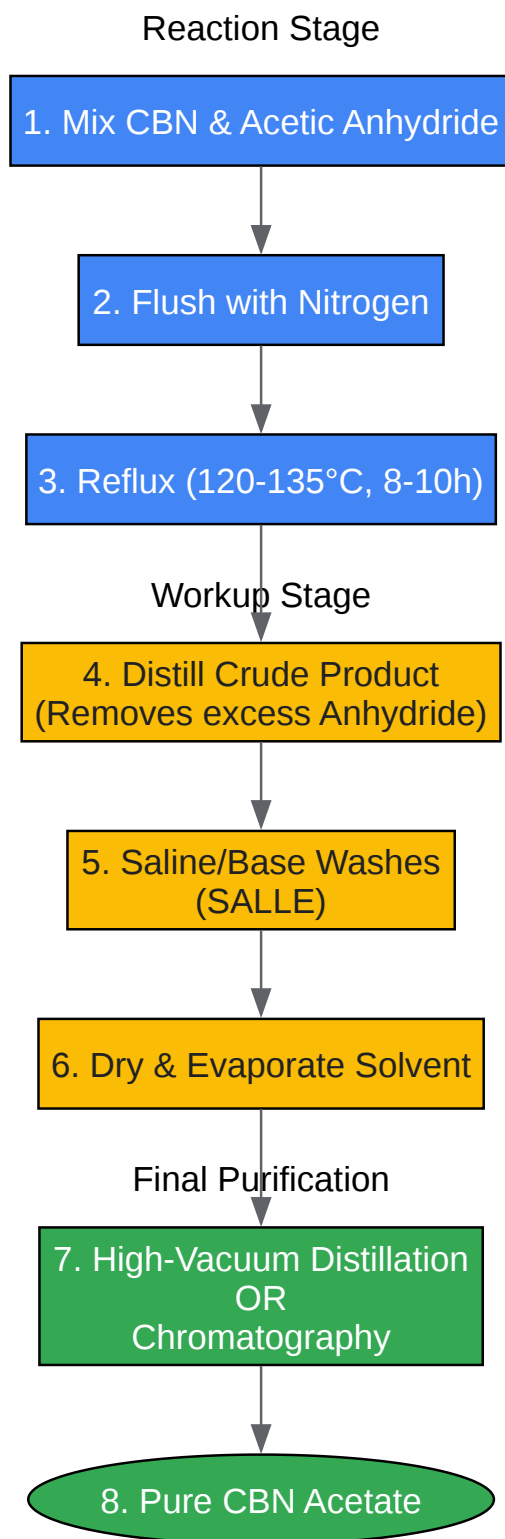 Reaction Stage
1. Mix CBN & Acetic Anhydride
2. Flush with Nitrogen
3. Reflux (120-135°C, 8-10h)
Workup Stage
4. Distill Crude Product
(Removes excess Anhydride)
5. Saline/Base Washes
(SALLE)
6. Dry & Evaporate Solvent
Final Purification
7. High-Vacuum Distillation
OR
Chromatography
8. Pure CBN Acetate